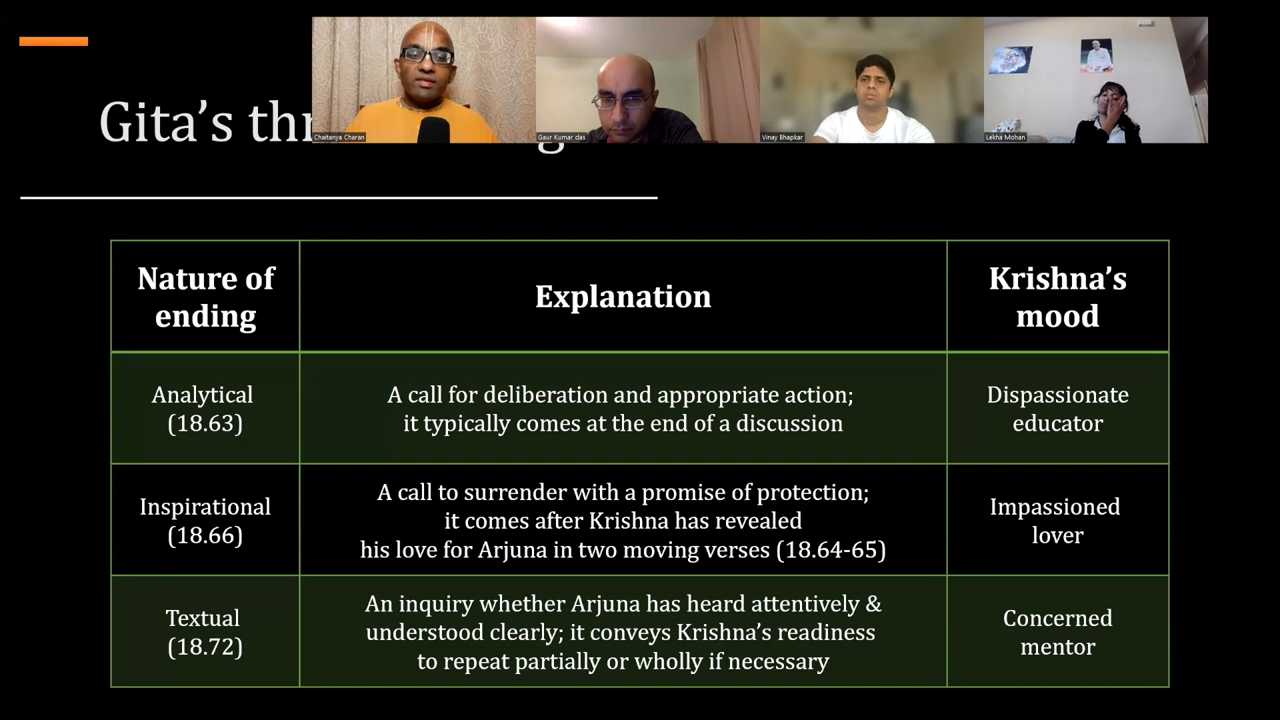 Gita's thr
g
Chaitanya Charan
Gaur Kumar das
Vinay Bhapkar
Lekha Mohan
Nature of
ending
Explanation
Krishna's
mood
Analytical
(18.63)
A call for deliberation and appropriate action;
it typically comes at the end of a discussion
Dispassionate
educator
Inspirational
(18.66)
A call to surrender with a promise of protection;
it comes after Krishna has revealed
his love for Arjuna in two moving verses (18.64-65)
Impassioned
lover
Textual
(18.72)
An inquiry whether Arjuna has heard attentively &
understood clearly; it conveys Krishna's readiness
to repeat partially or wholly if necessary
Concerned
mentor